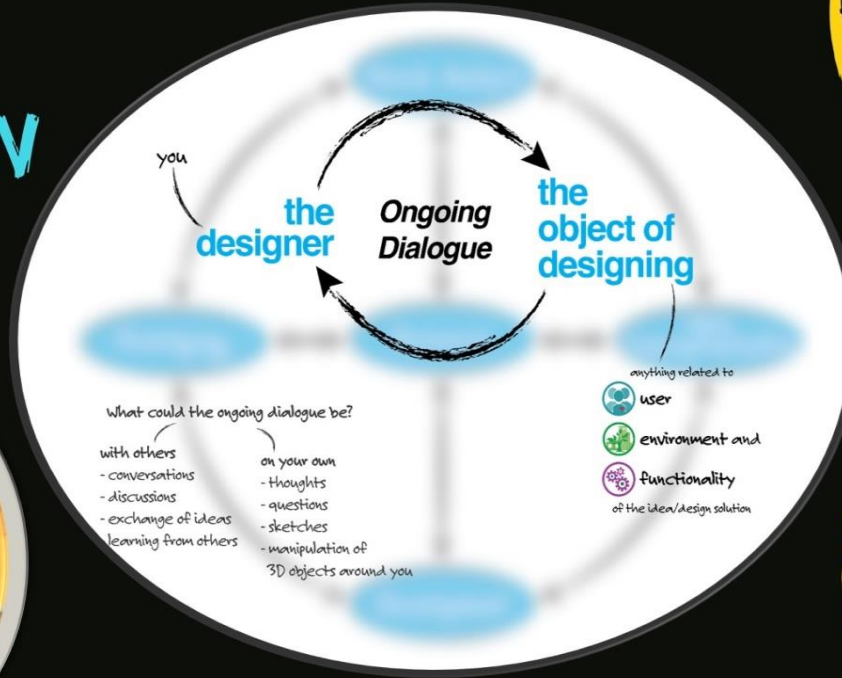 you
the
designer
Ongoing
Dialogue
the
object of
designing
anything related to
user
environment and
functionality
of the idea/design solution
What could the ongoing dialogue be?
with others
- conversations
- discussions
- exchange of ideas
learning from others
on your own
- thoughts
- questions
- sketches
- manipulation of
3D objects around you